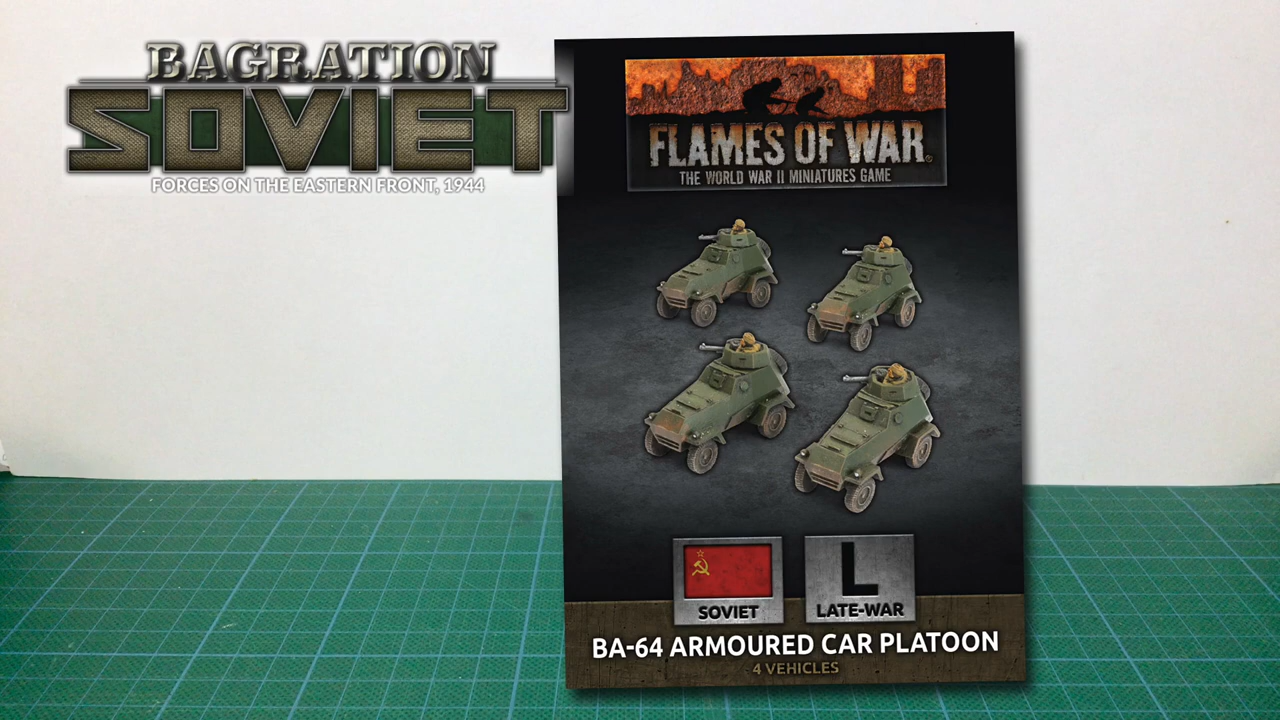 BAGRATION
SOVIET
FORCES ON THE EASTERN FRONT, 1944
FLAMES OF WAR
THE WORLD WAR II MINIATURES GAME
SOVIET
L
LATE-WAR
BA-64 ARMOURED CAR PLATOON
4 VEHICLES